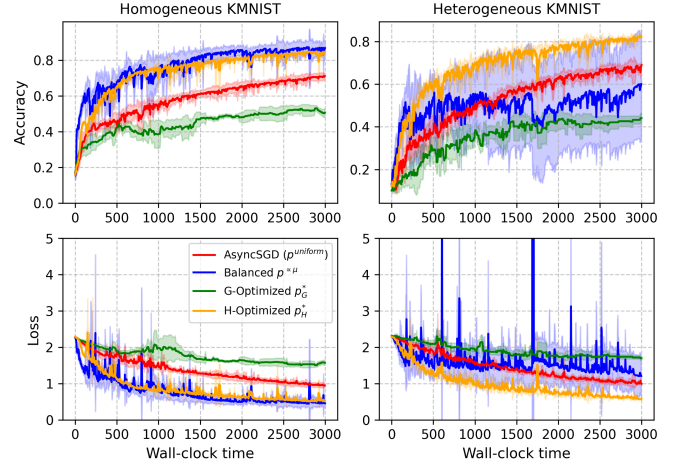 Homogeneous KMNIST
Heterogeneous KMNIST
Accuracy
0.8
0.6
0.4
0.2
0.0
0 500 1000 1500 2000 2500 3000
0.8
0.6
0.4
0.2
0 500 1000 1500 2000 2500 3000
Loss
5
4
3
2
1
0
AsyncSGD (p^{uniform})
Balanced p^{∝μ}
G-Optimized p_G^*
H-Optimized p_H^*
0 500 1000 1500 2000 2500 3000
Wall-clock time
5
4
3
2
1
0
0 500 1000 1500 2000 2500 3000
Wall-clock time